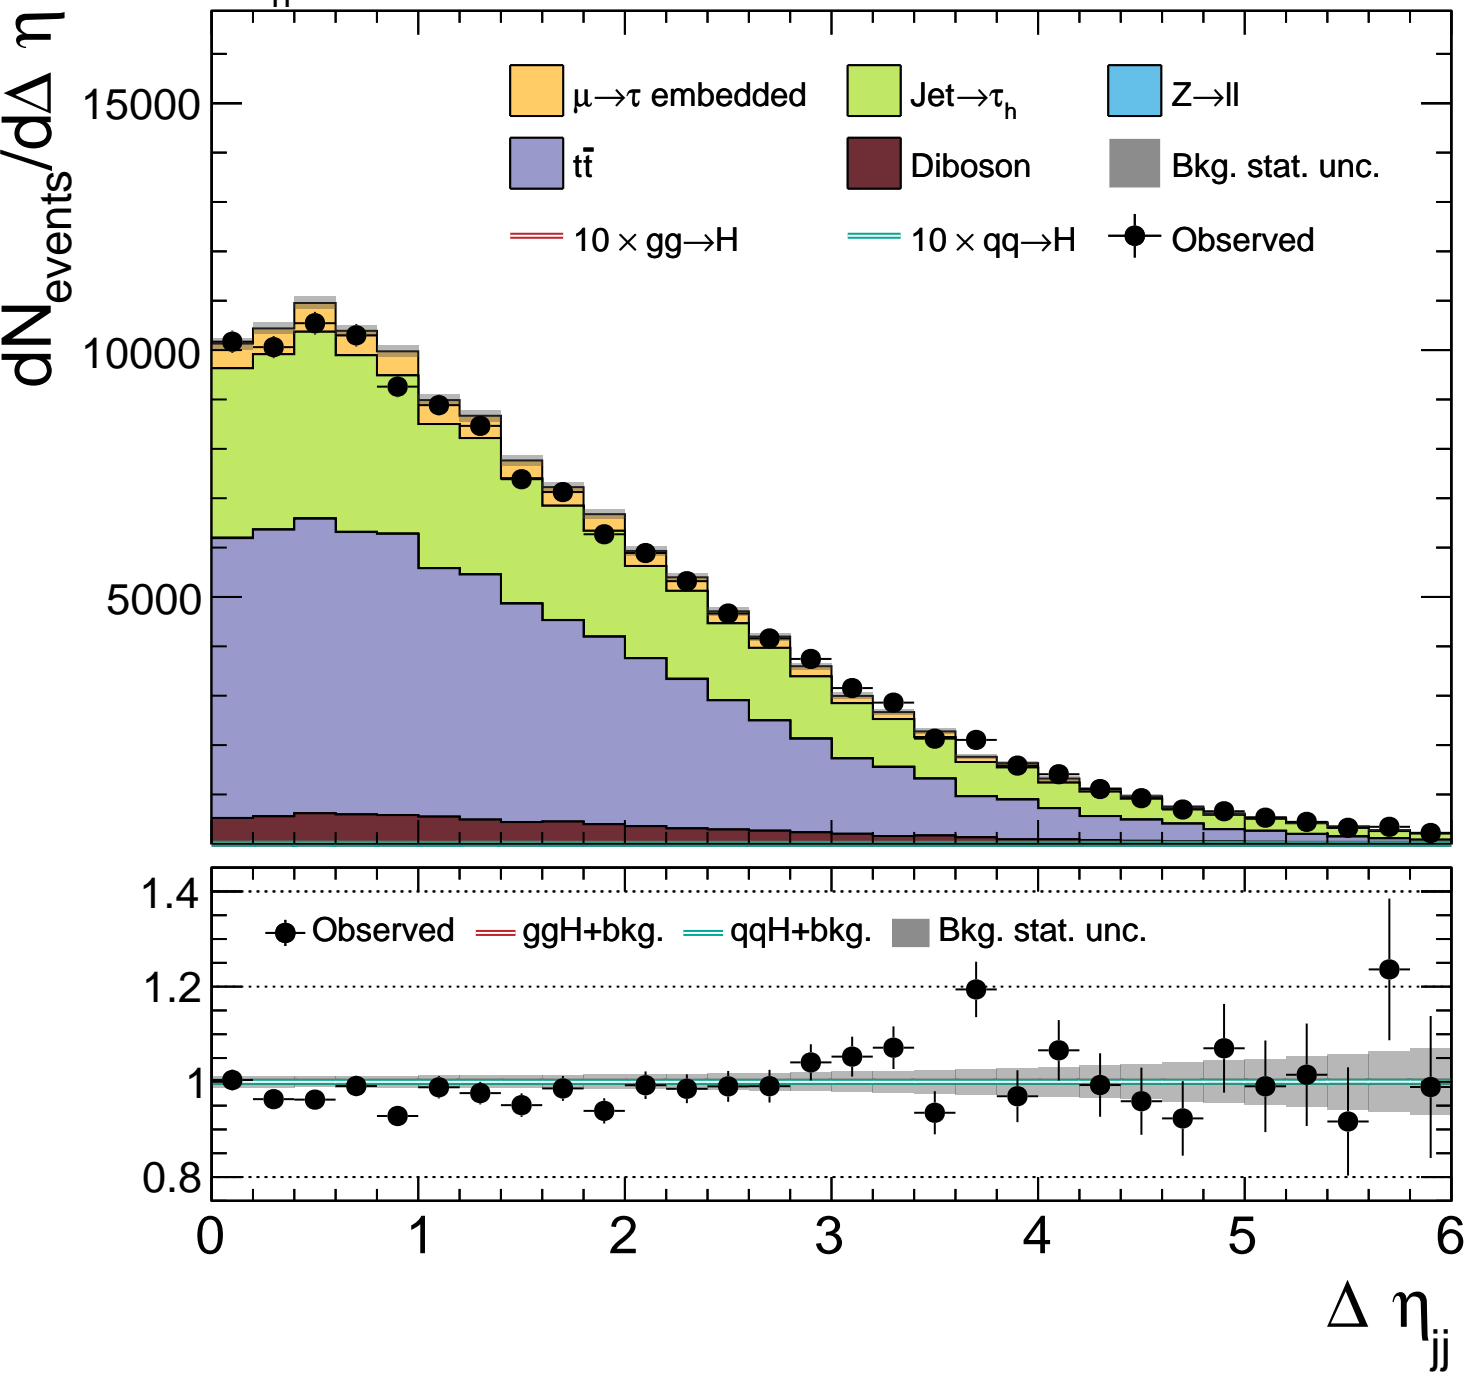 dN_events/dΔ η
15000
10000
5000
μ→τ embedded
Jet→τ_h
Z→ll
tt̄
Diboson
Bkg. stat. unc.
10 × gg→H
10 × qq→H
Observed
1.4
1.2
1
0.8
Observed
ggH+bkg.
qqH+bkg.
Bkg. stat. unc.
0 1 2 3 4 5 6
Δ η_jj